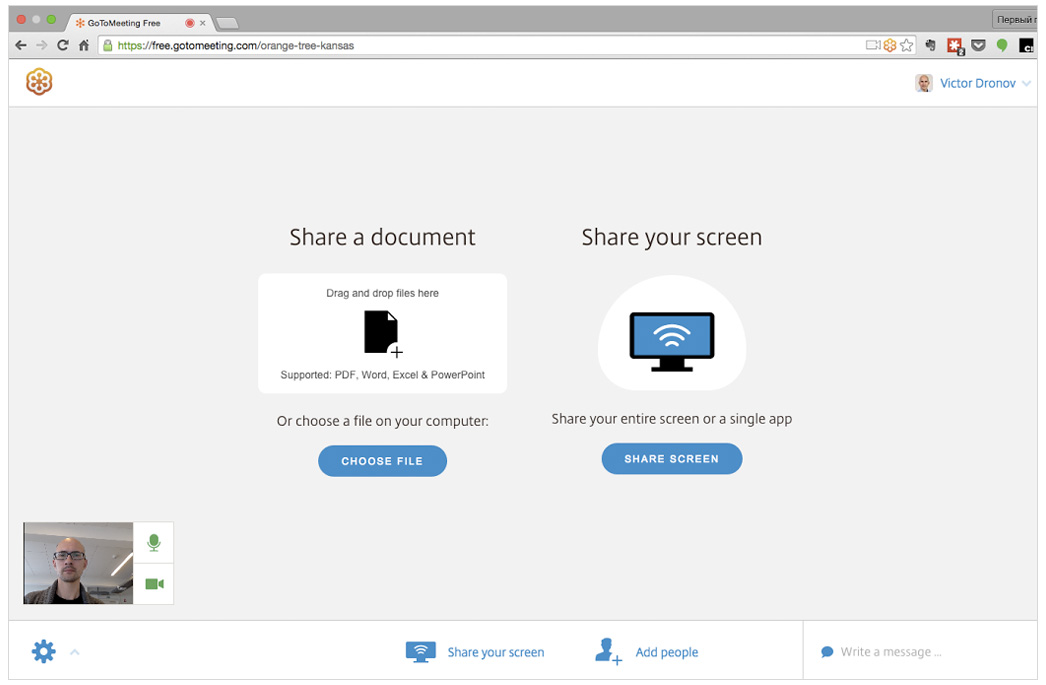 GoToMeeting Free
Первый
https://free.gotomeeting.com/orange-tree-kansas
2
Victor Dronov
Share a document
Share your screen
Drag and drop files here
Supported: PDF, Word, Excel & PowerPoint
Or choose a file on your computer:
Share your entire screen or a single app
CHOOSE FILE
SHARE SCREEN
Share your screen
Add people
Write a message ...